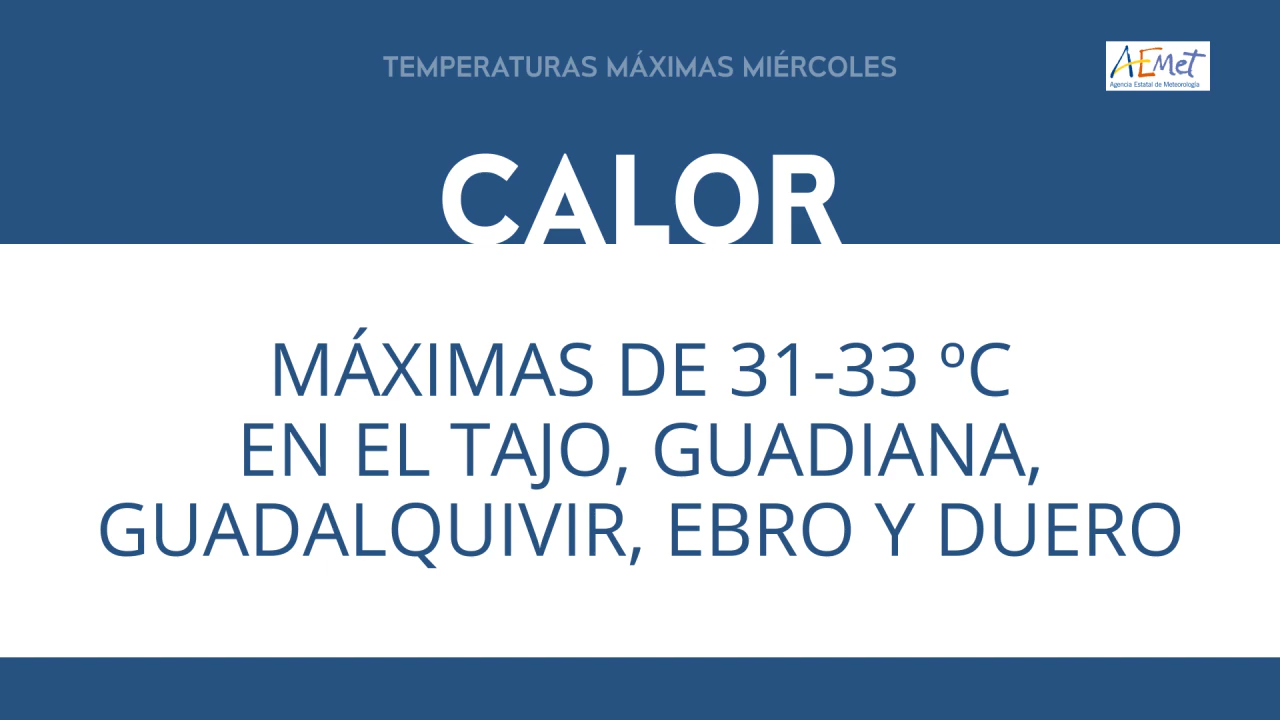 TEMPERATURAS MÁXIMAS MIÉRCOLES
AEMet
Agencia Estatal de Meteorología
CALOR
MÁXIMAS DE 31-33 ºC
EN EL TAJO, GUADIANA,
GUADALQUIVIR, EBRO Y DUERO